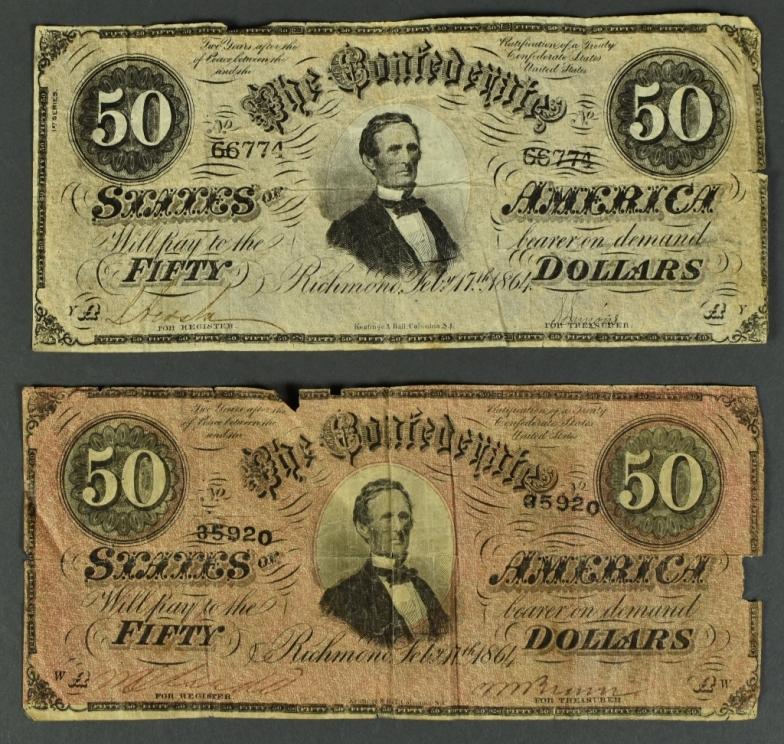 Two Years after the Ratification of a Treaty
of Peace between the Confederate States
and the United States
The Confederate
50 50
1ST SERIES.
No 66774 66774
STATES OF AMERICA
Will pay to the bearer on demand
FIFTY DOLLARS
Richmond, Feby. 17th. 1864
Y A Y A
FOR REGISTER.
Keatinge & Ball, Columbia S.C.
FOR TREASURER
Two Years after the Ratification of a Treaty
of Peace between the Confederate States
and the United States
The Confederate
50 50
No 35920 35920
STATES OF AMERICA
Will pay to the bearer on demand
FIFTY DOLLARS
Richmond, Feby. 17th. 1864
W A A W
FOR REGISTER
FOR TREASURER